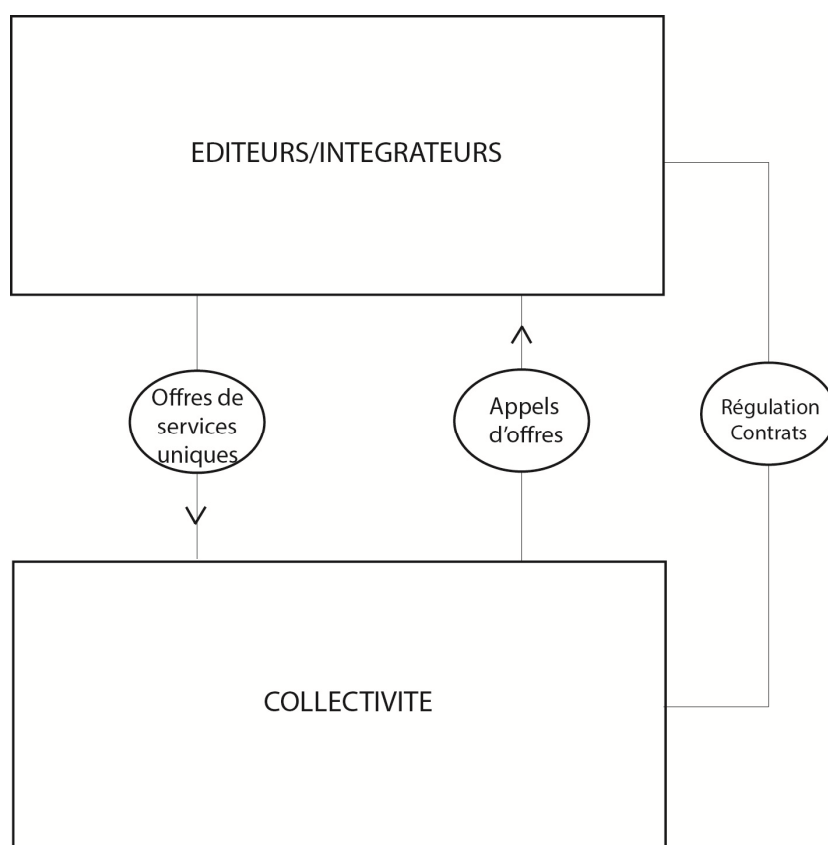 EDITEURS/INTEGRATEURS
Offres de
services
uniques
Appels
d'offres
Régulation
Contrats
COLLECTIVITE